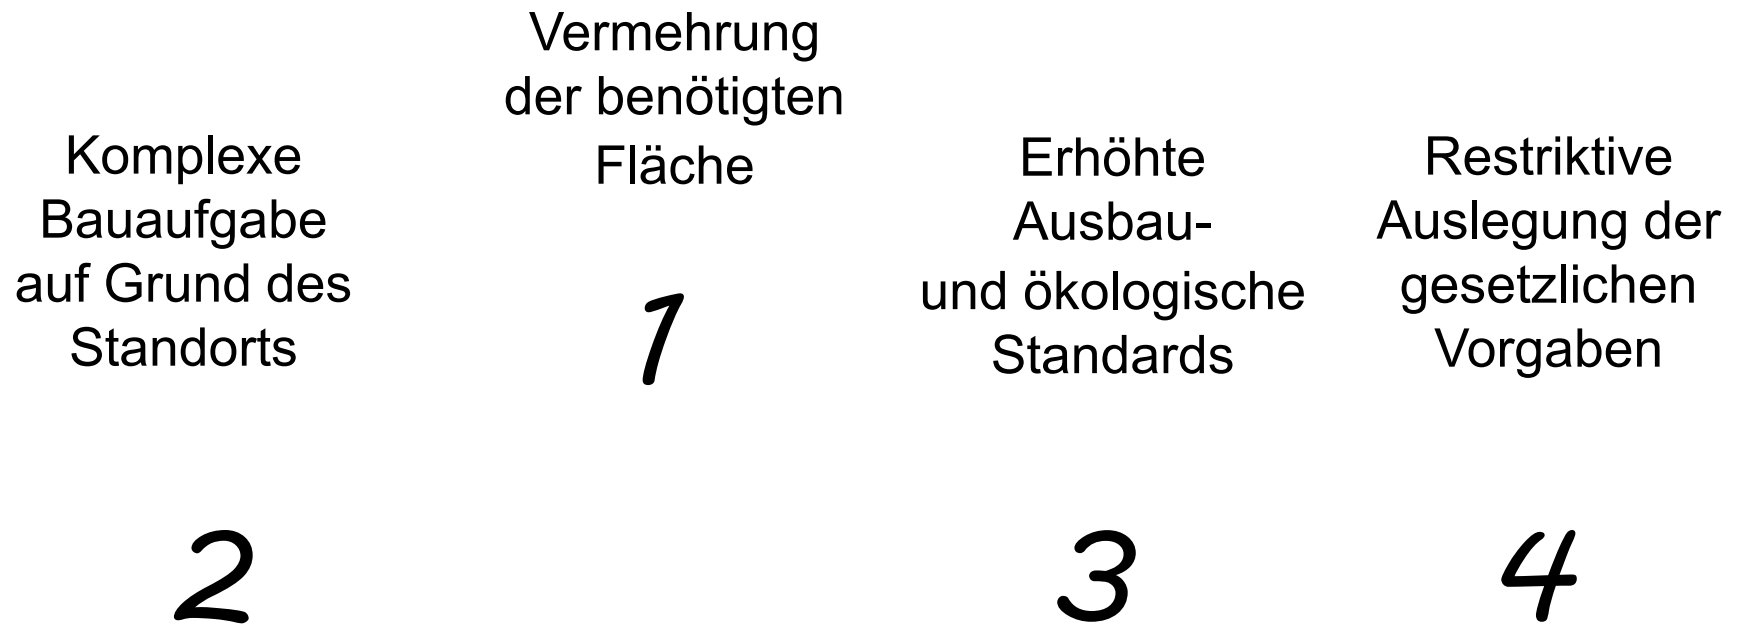 Komplexe
Bauaufgabe
auf Grund des
Standorts
2
Vermehrung
der benötigten
Fläche
1
Erhöhte
Ausbau-
und ökologische
Standards
3
Restriktive
Auslegung der
gesetzlichen
Vorgaben
4